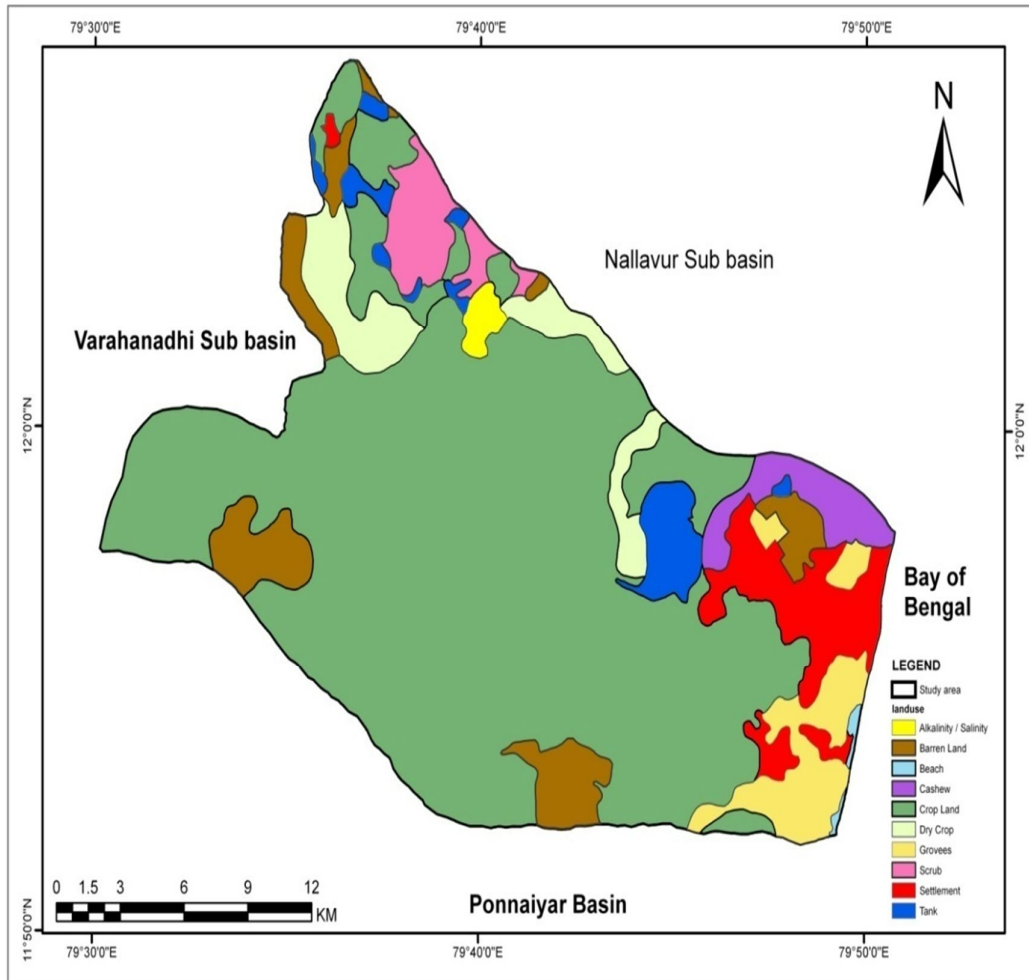 79°30'0"E 79°40'0"E 79°50'0"E
N
Nallavur Sub basin
Varahanadhi Sub basin
12°0'0"N 12°0'0"N
Bay of
Bengal
LEGEND
Study area
landuse
Alkalinity / Salinity
Barren Land
Beach
Cashew
Crop Land
Dry Crop
Grovees
Scrub
Settlement
Tank
0 1.5 3 6 9 12
KM
Ponnaiyar Basin
11°50'0"N
79°30'0"E 79°40'0"E 79°50'0"E